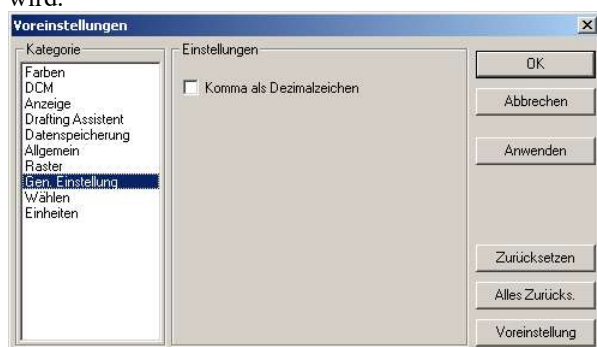 wird.
Voreinstellungen
Kategorie
Farben
DCM
Anzeige
Drafting Assistent
Datenspeicherung
Allgemein
Raster
Gen. Einstellung
Wählen
Einheiten
Einstellungen
Komma als Dezimalzeichen
OK
Abbrechen
Anwenden
Zurücksetzen
Alles Zurücks.
Voreinstellung